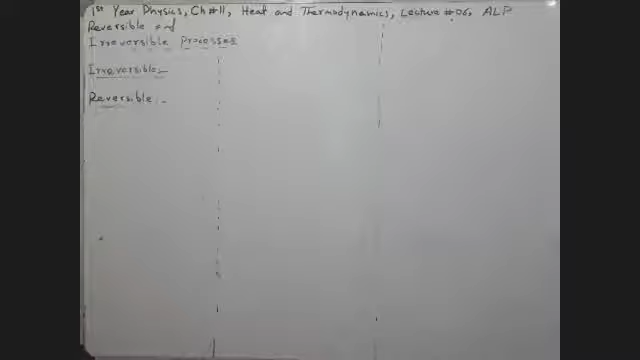 1st Year Physics, Ch #11, Heat and Thermodynamics, Lecture #06, ALP
Reversible and
Irreversible Processes
Irreversible:-
Reversible:-